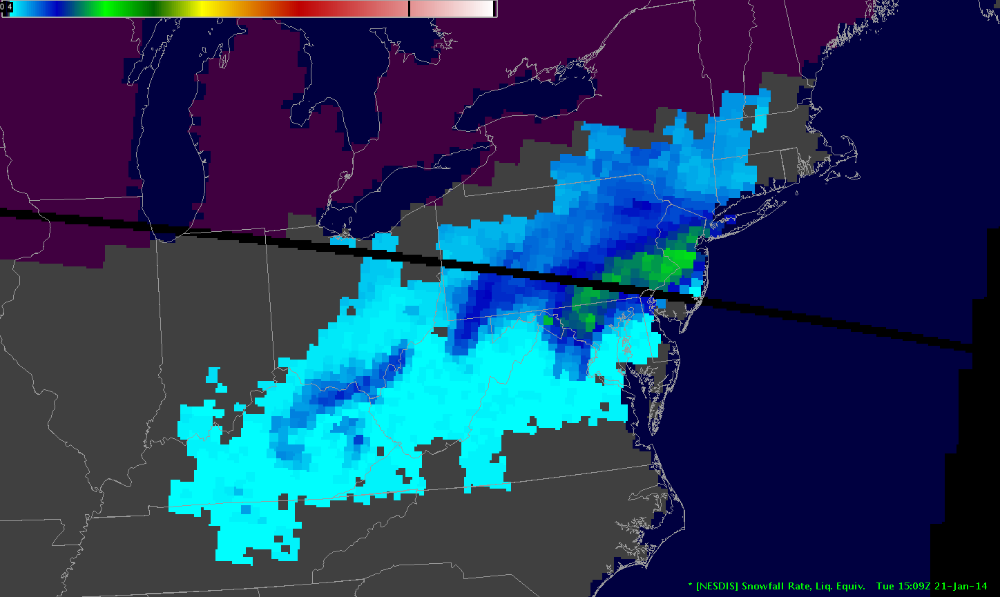 0 4
* [NESDIS] Snowfall Rate, Liq. Equiv. Tue 15:09Z 21-Jan-14